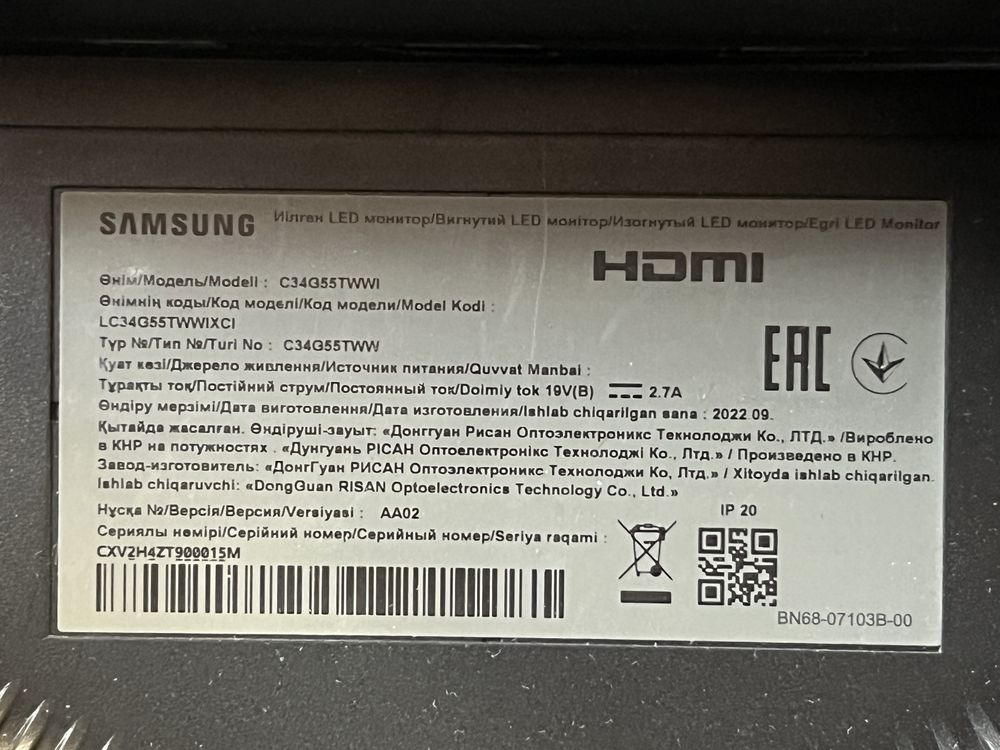 SAMSUNG
Иілген LED монитор/Вигнутий LED монітор/Изогнутый LED монитор/Egri LED Monitor
HDMI
Өнім/Модель/Modeli : C34G55TWWI
Өнімнің коды/Код моделі/Код модели/Model Kodi :
LC34G55TWWIXCI
Түр №/Тип №/Turi No : C34G55TWW
EAC
Қуат көзі/Джерело живлення/Источник питания/Quvvat Manbai :
Тұрақты тоқ/Постійний струм/Постоянный ток/Doimiy tok 19V(B) 2.7A
Өндіру мерзімі/Дата виготовлення/Дата изготовления/Ishlab chiqarilgan sana : 2022 09.
Қытайда жасалған. Өндіруші-зауыт: «Донггуан Рисан Оптоэлектроникс Текнолоджи Ко., ЛТД.» /Вироблено
в КНР на потужностях . «Дунгуань РІСАН Оптоелектронікс Технолоджі Ко., Лтд.» / Произведено в КНР.
Завод-изготовитель: «ДонгГуан РИСАН Оптоэлектроникс Технолоджи Ко, Лтд.» / Xitoyda ishlab chiqarilgan.
Ishlab chiqaruvchi: «DongGuan RISAN Optoelectronics Technology Co., Ltd.»
Нұсқа №/Версія/Версия/Versiyasi : AA02
IP 20
Сериялы нөмірі/Серійний номер/Серийный номер/Seriya raqami :
CXV2H4ZT900015M
BN68-07103B-00